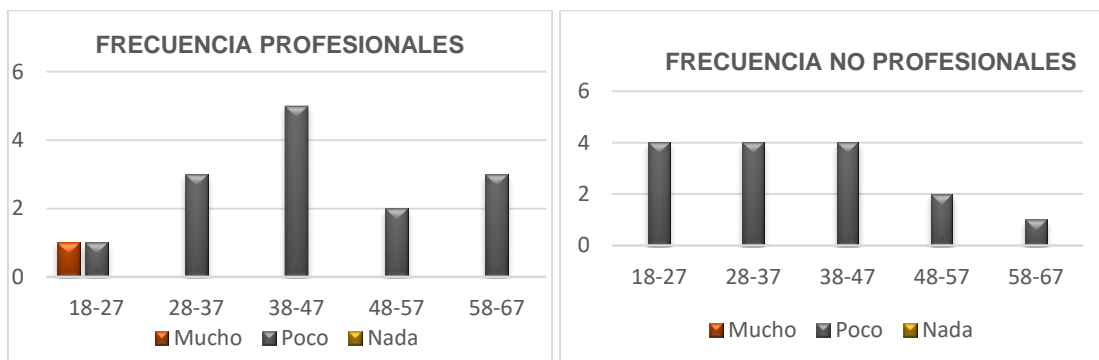 FRECUENCIA PROFESIONALES
6
4
2
0
18-27 28-37 38-47 48-57 58-67
Mucho Poco Nada
FRECUENCIA NO PROFESIONALES
6
4
2
0
18-27 28-37 38-47 48-57 58-67
Mucho Poco Nada